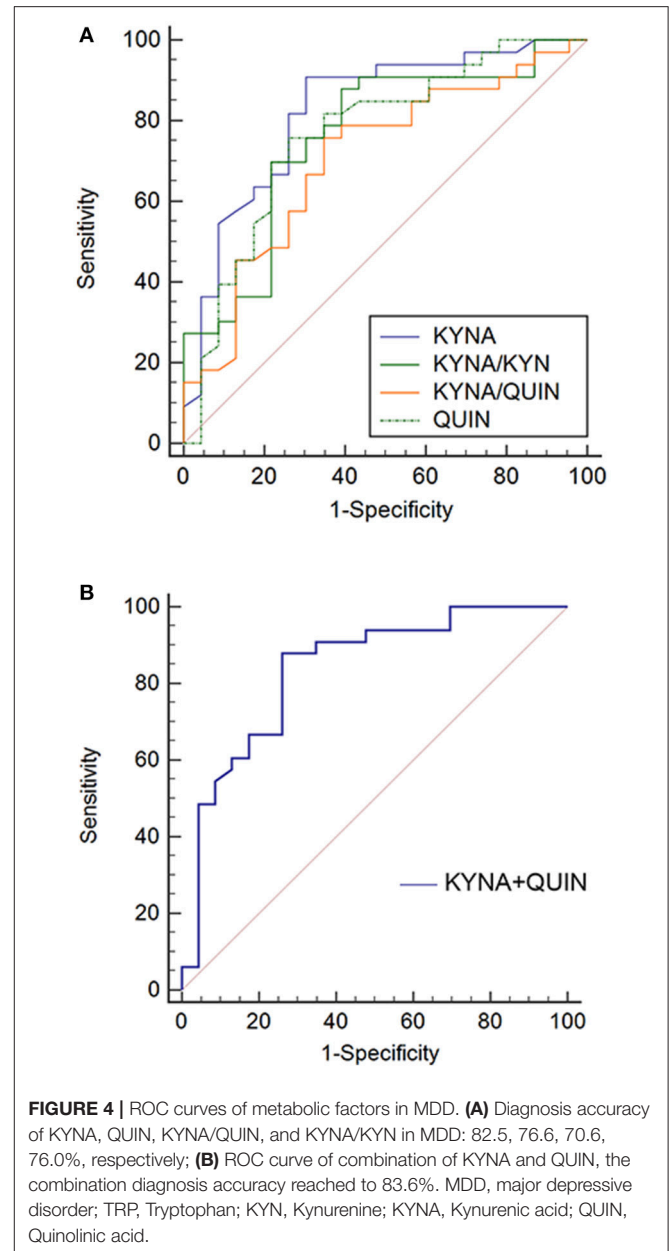 A
100
80
60
40
20
0
Sensitivity
0 20 40 60 80 100
1-Specificity
KYNA
KYNA/KYN
KYNA/QUIN
QUIN
B
100
80
60
40
20
0
Sensitivity
0 20 40 60 80 100
1-Specificity
KYNA+QUIN
FIGURE 4 | ROC curves of metabolic factors in MDD. (A) Diagnosis accuracy
of KYNA, QUIN, KYNA/QUIN, and KYNA/KYN in MDD: 82.5, 76.6, 70.6,
76.0%, respectively; (B) ROC curve of combination of KYNA and QUIN, the
combination diagnosis accuracy reached to 83.6%. MDD, major depressive
disorder; TRP, Tryptophan; KYN, Kynurenine; KYNA, Kynurenic acid; QUIN,
Quinolinic acid.